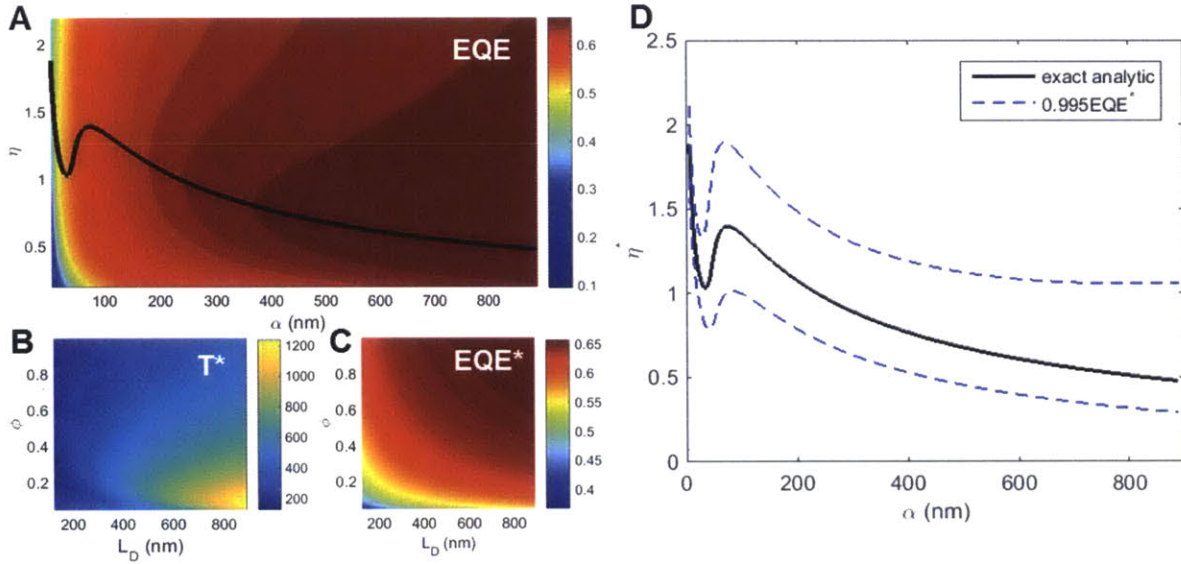 A
EQE
η
2
1.5
1
0.5
100 200 300 400 500 600 700 800
α (nm)
0.6
0.5
0.4
0.3
0.2
0.1
B
T*
ϕ
0.8
0.6
0.4
0.2
200 400 600 800
L_D (nm)
1200
1000
800
600
400
200
C
EQE*
ϕ
0.8
0.6
0.4
0.2
200 400 600 800
L_D (nm)
0.65
0.6
0.55
0.5
0.45
0.4
D
exact analytic
0.995EQE*
η*
2.5
2
1.5
1
0.5
0
0 200 400 600 800
α (nm)